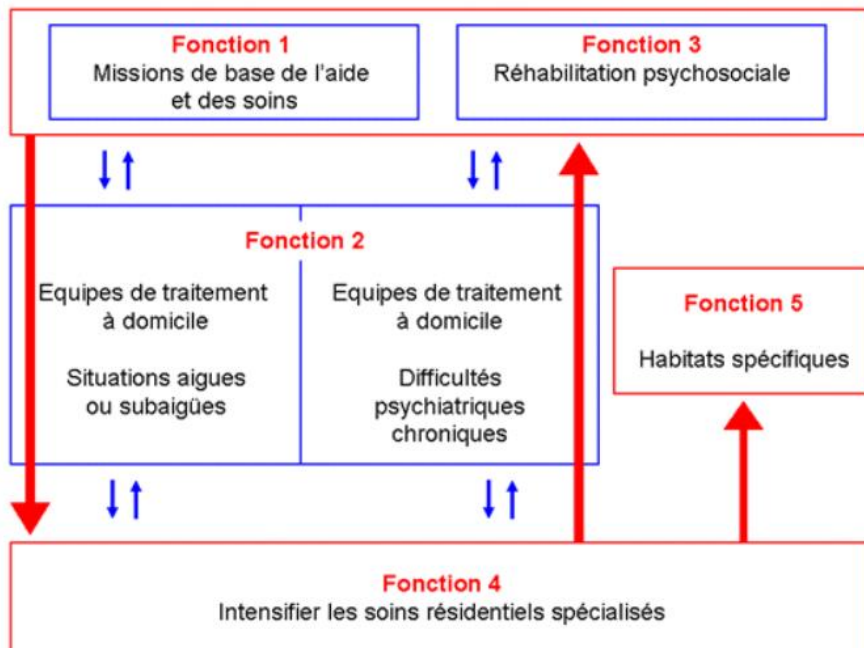 Fonction 1
Missions de base de l'aide
et des soins
Fonction 3
Réhabilitation psychosociale
Fonction 2
Equipes de traitement
à domicile
Situations aigues
ou subaigües
Equipes de traitement
à domicile
Difficultés
psychiatriques
chroniques
Fonction 5
Habitats spécifiques
Fonction 4
Intensifier les soins résidentiels spécialisés